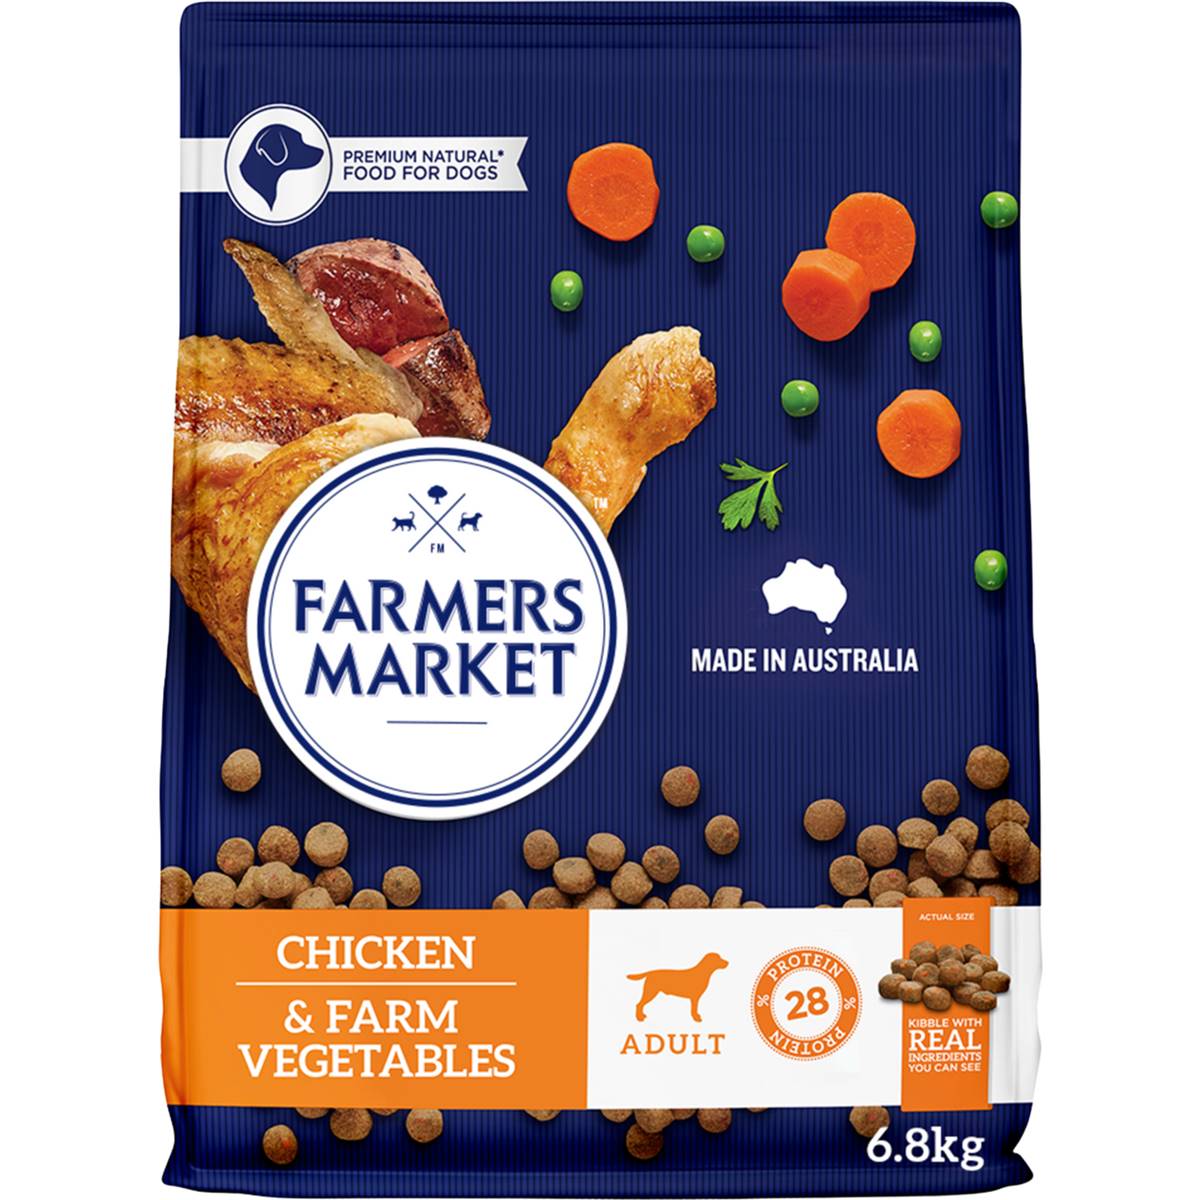 PREMIUM NATURAL*
FOOD FOR DOGS
TM
FM
FARMERS
MARKET
MADE IN AUSTRALIA
CHICKEN
& FARM
VEGETABLES
ADULT
PROTEIN
% 28 %
PROTEIN
ACTUAL SIZE
KIBBLE WITH
REAL
INGREDIENTS
YOU CAN SEE
6.8kg